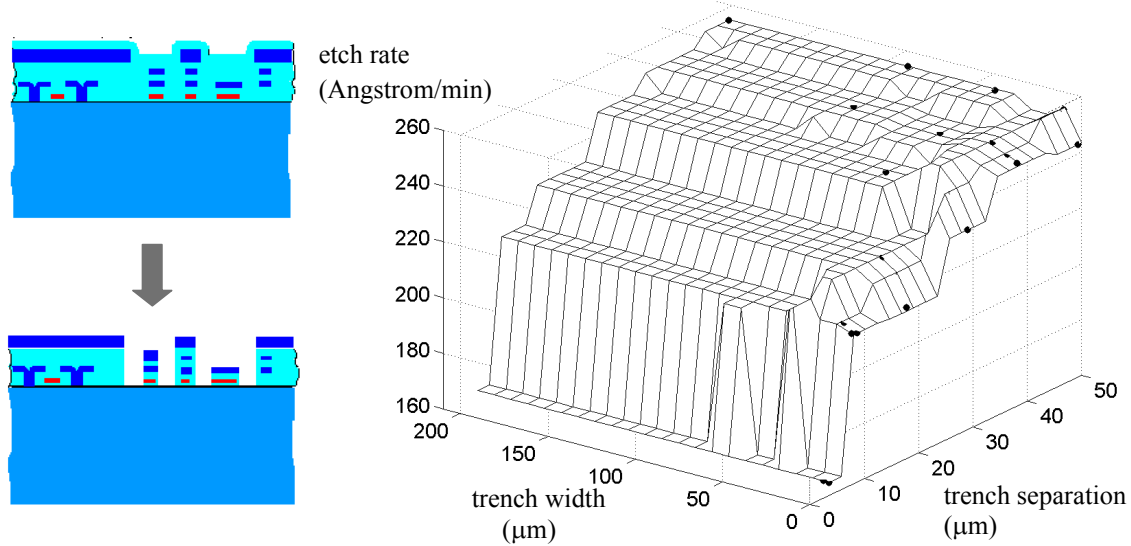 etch rate
(Angstrom/min)
260
240
220
200
180
160
200
150
100
50
0
0
10
20
30
40
50
trench width
(μm)
trench separation
(μm)